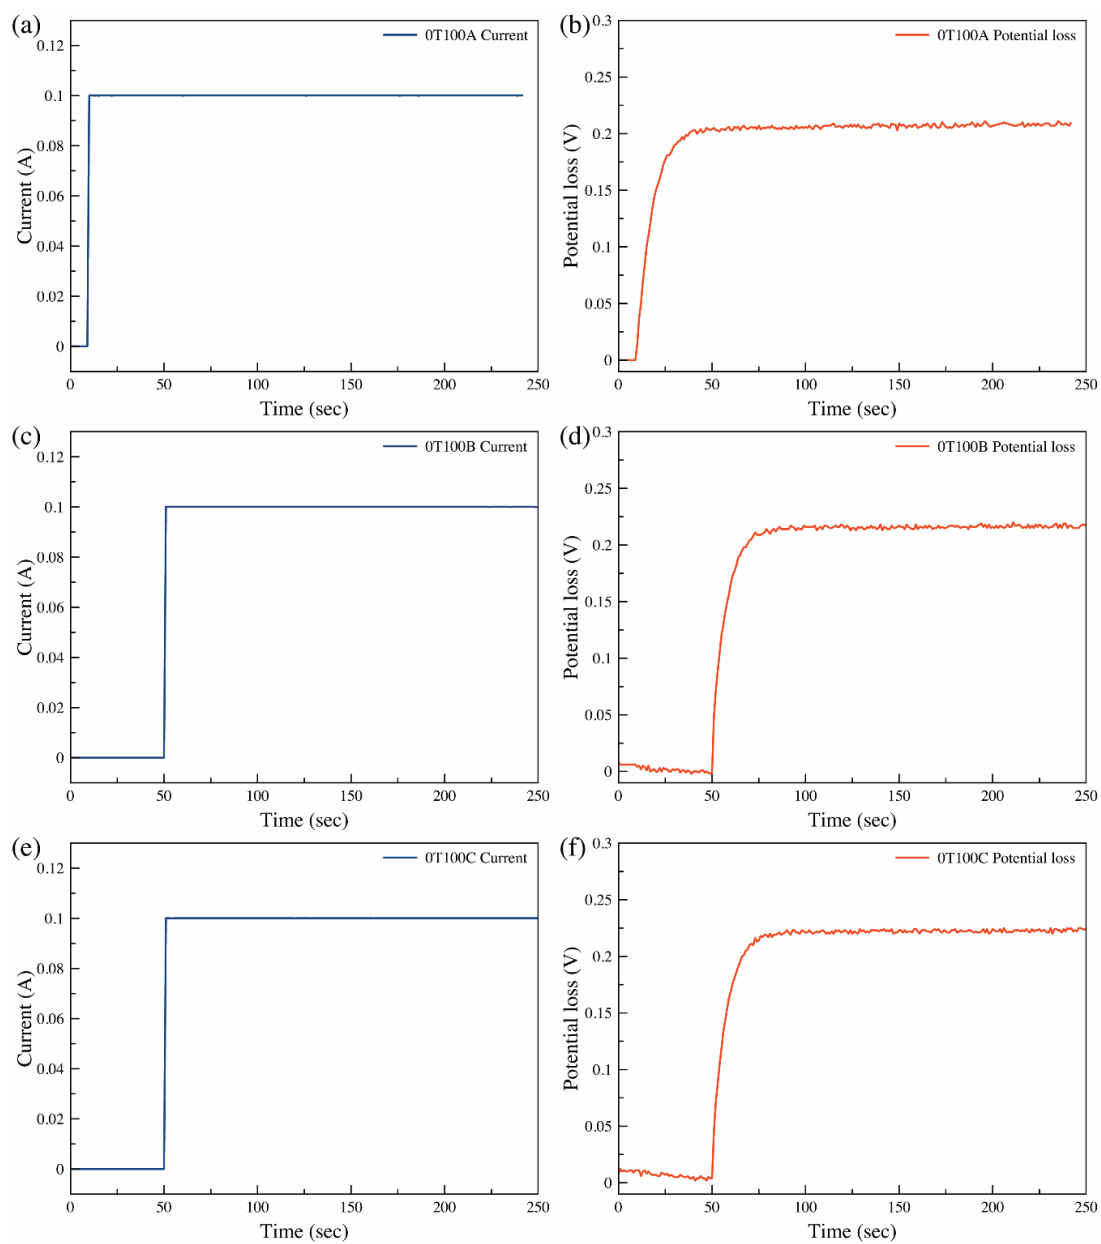 (a)
0T100A Current
0.12
0.1
0.08
0.06
0.04
0.02
0
Current (A)
0 50 100 150 200 250
Time (sec)
(b)
0T100A Potential loss
0.3
0.25
0.2
0.15
0.1
0.05
0
Potential loss (V)
0 50 100 150 200 250
Time (sec)
(c)
0T100B Current
0.12
0.1
0.08
0.06
0.04
0.02
0
Current (A)
0 50 100 150 200 250
Time (sec)
(d)
0T100B Potential loss
0.3
0.25
0.2
0.15
0.1
0.05
0
Potential loss (V)
0 50 100 150 200 250
Time (sec)
(e)
0T100C Current
0.12
0.1
0.08
0.06
0.04
0.02
0
Current (A)
0 50 100 150 200 250
Time (sec)
(f)
0T100C Potential loss
0.3
0.25
0.2
0.15
0.1
0.05
0
Potential loss (V)
0 50 100 150 200 250
Time (sec)